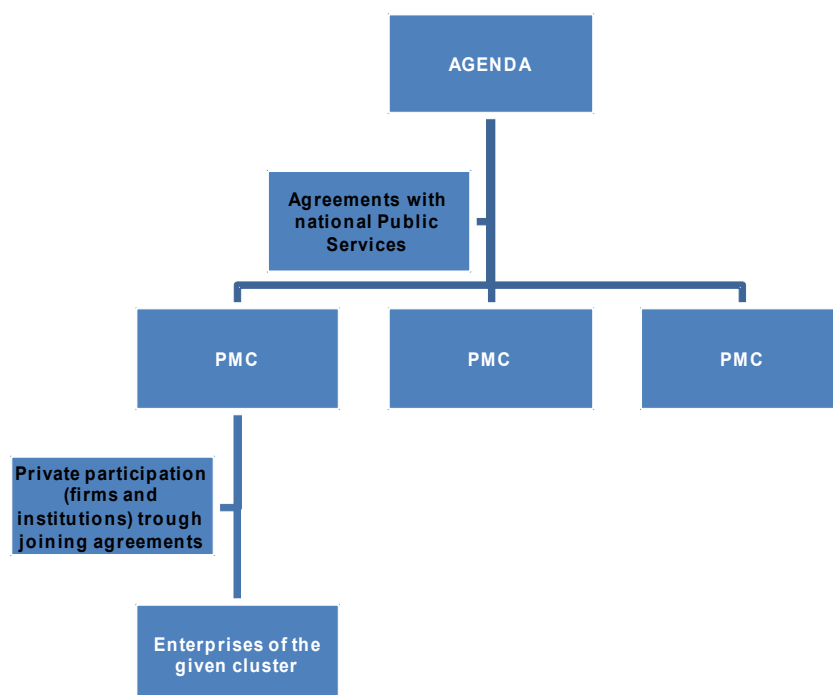 AGENDA
Agreements with
national Public
Services
PMC
PMC
PMC
Private participation
(firms and
institutions) trough
joining agreements
Enterprises of the
given cluster